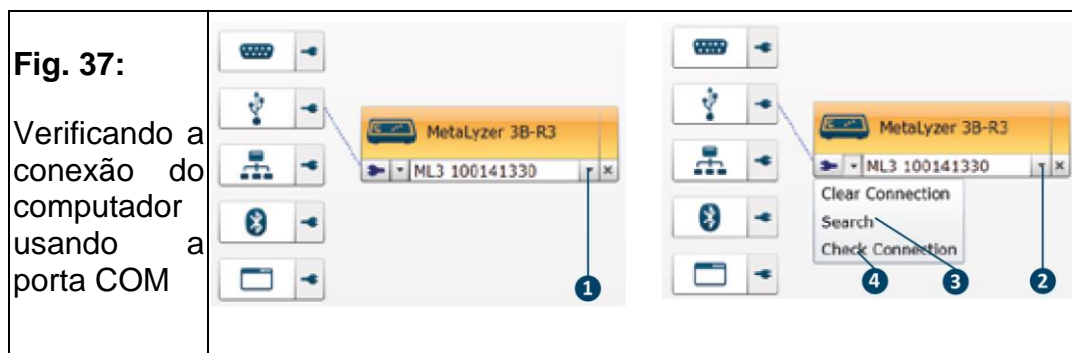 Fig. 37:
Verificando a
conexão do
computador
usando a
porta COM
MetaLyzer 3B-R3
ML3 100141330
1
MetaLyzer 3B-R3
ML3 100141330
Clear Connection
Search
Check Connection
4 3 2